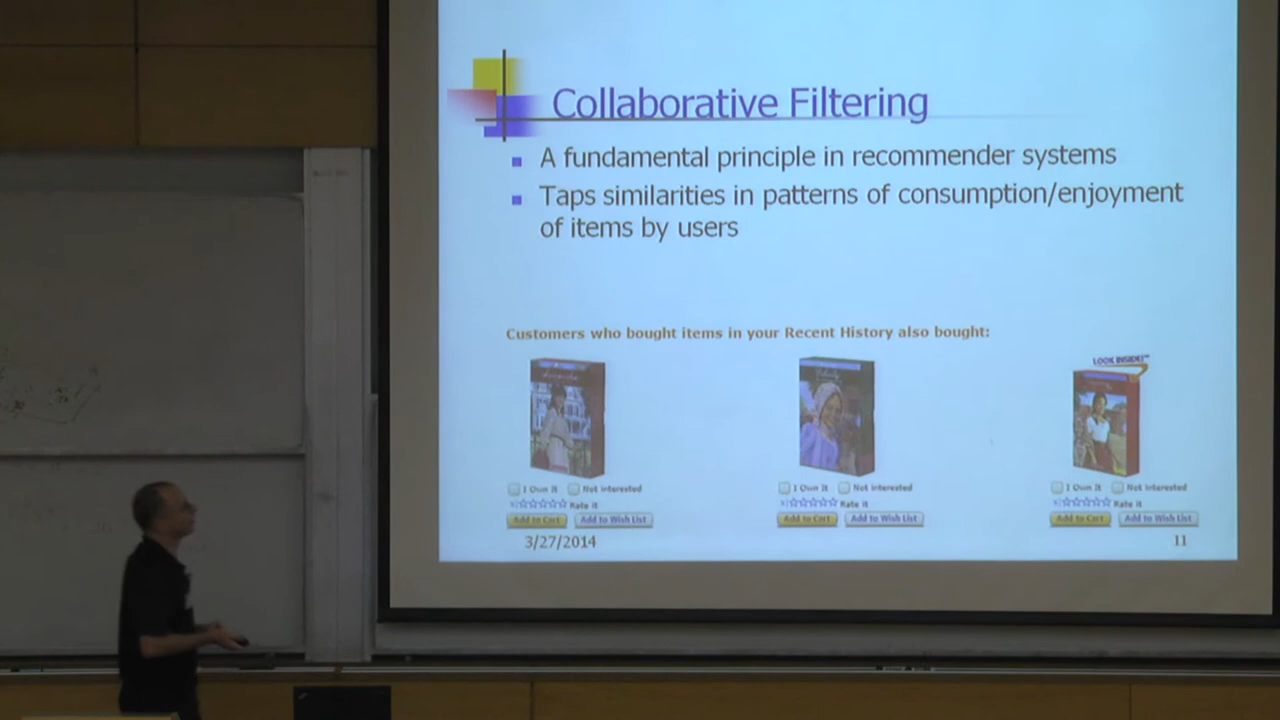 Collaborative Filtering
A fundamental principle in recommender systems
Taps similarities in patterns of consumption/enjoyment
of items by users
Customers who bought items in your Recent History also bought:
LOOK INSIDE!™
I Own It Not interested I Own It Not interested I Own It Not interested
Rate it Rate it Rate it
Add to Cart Add to Wish List Add to Cart Add to Wish List Add to Cart Add to Wish List
3/27/2014 11